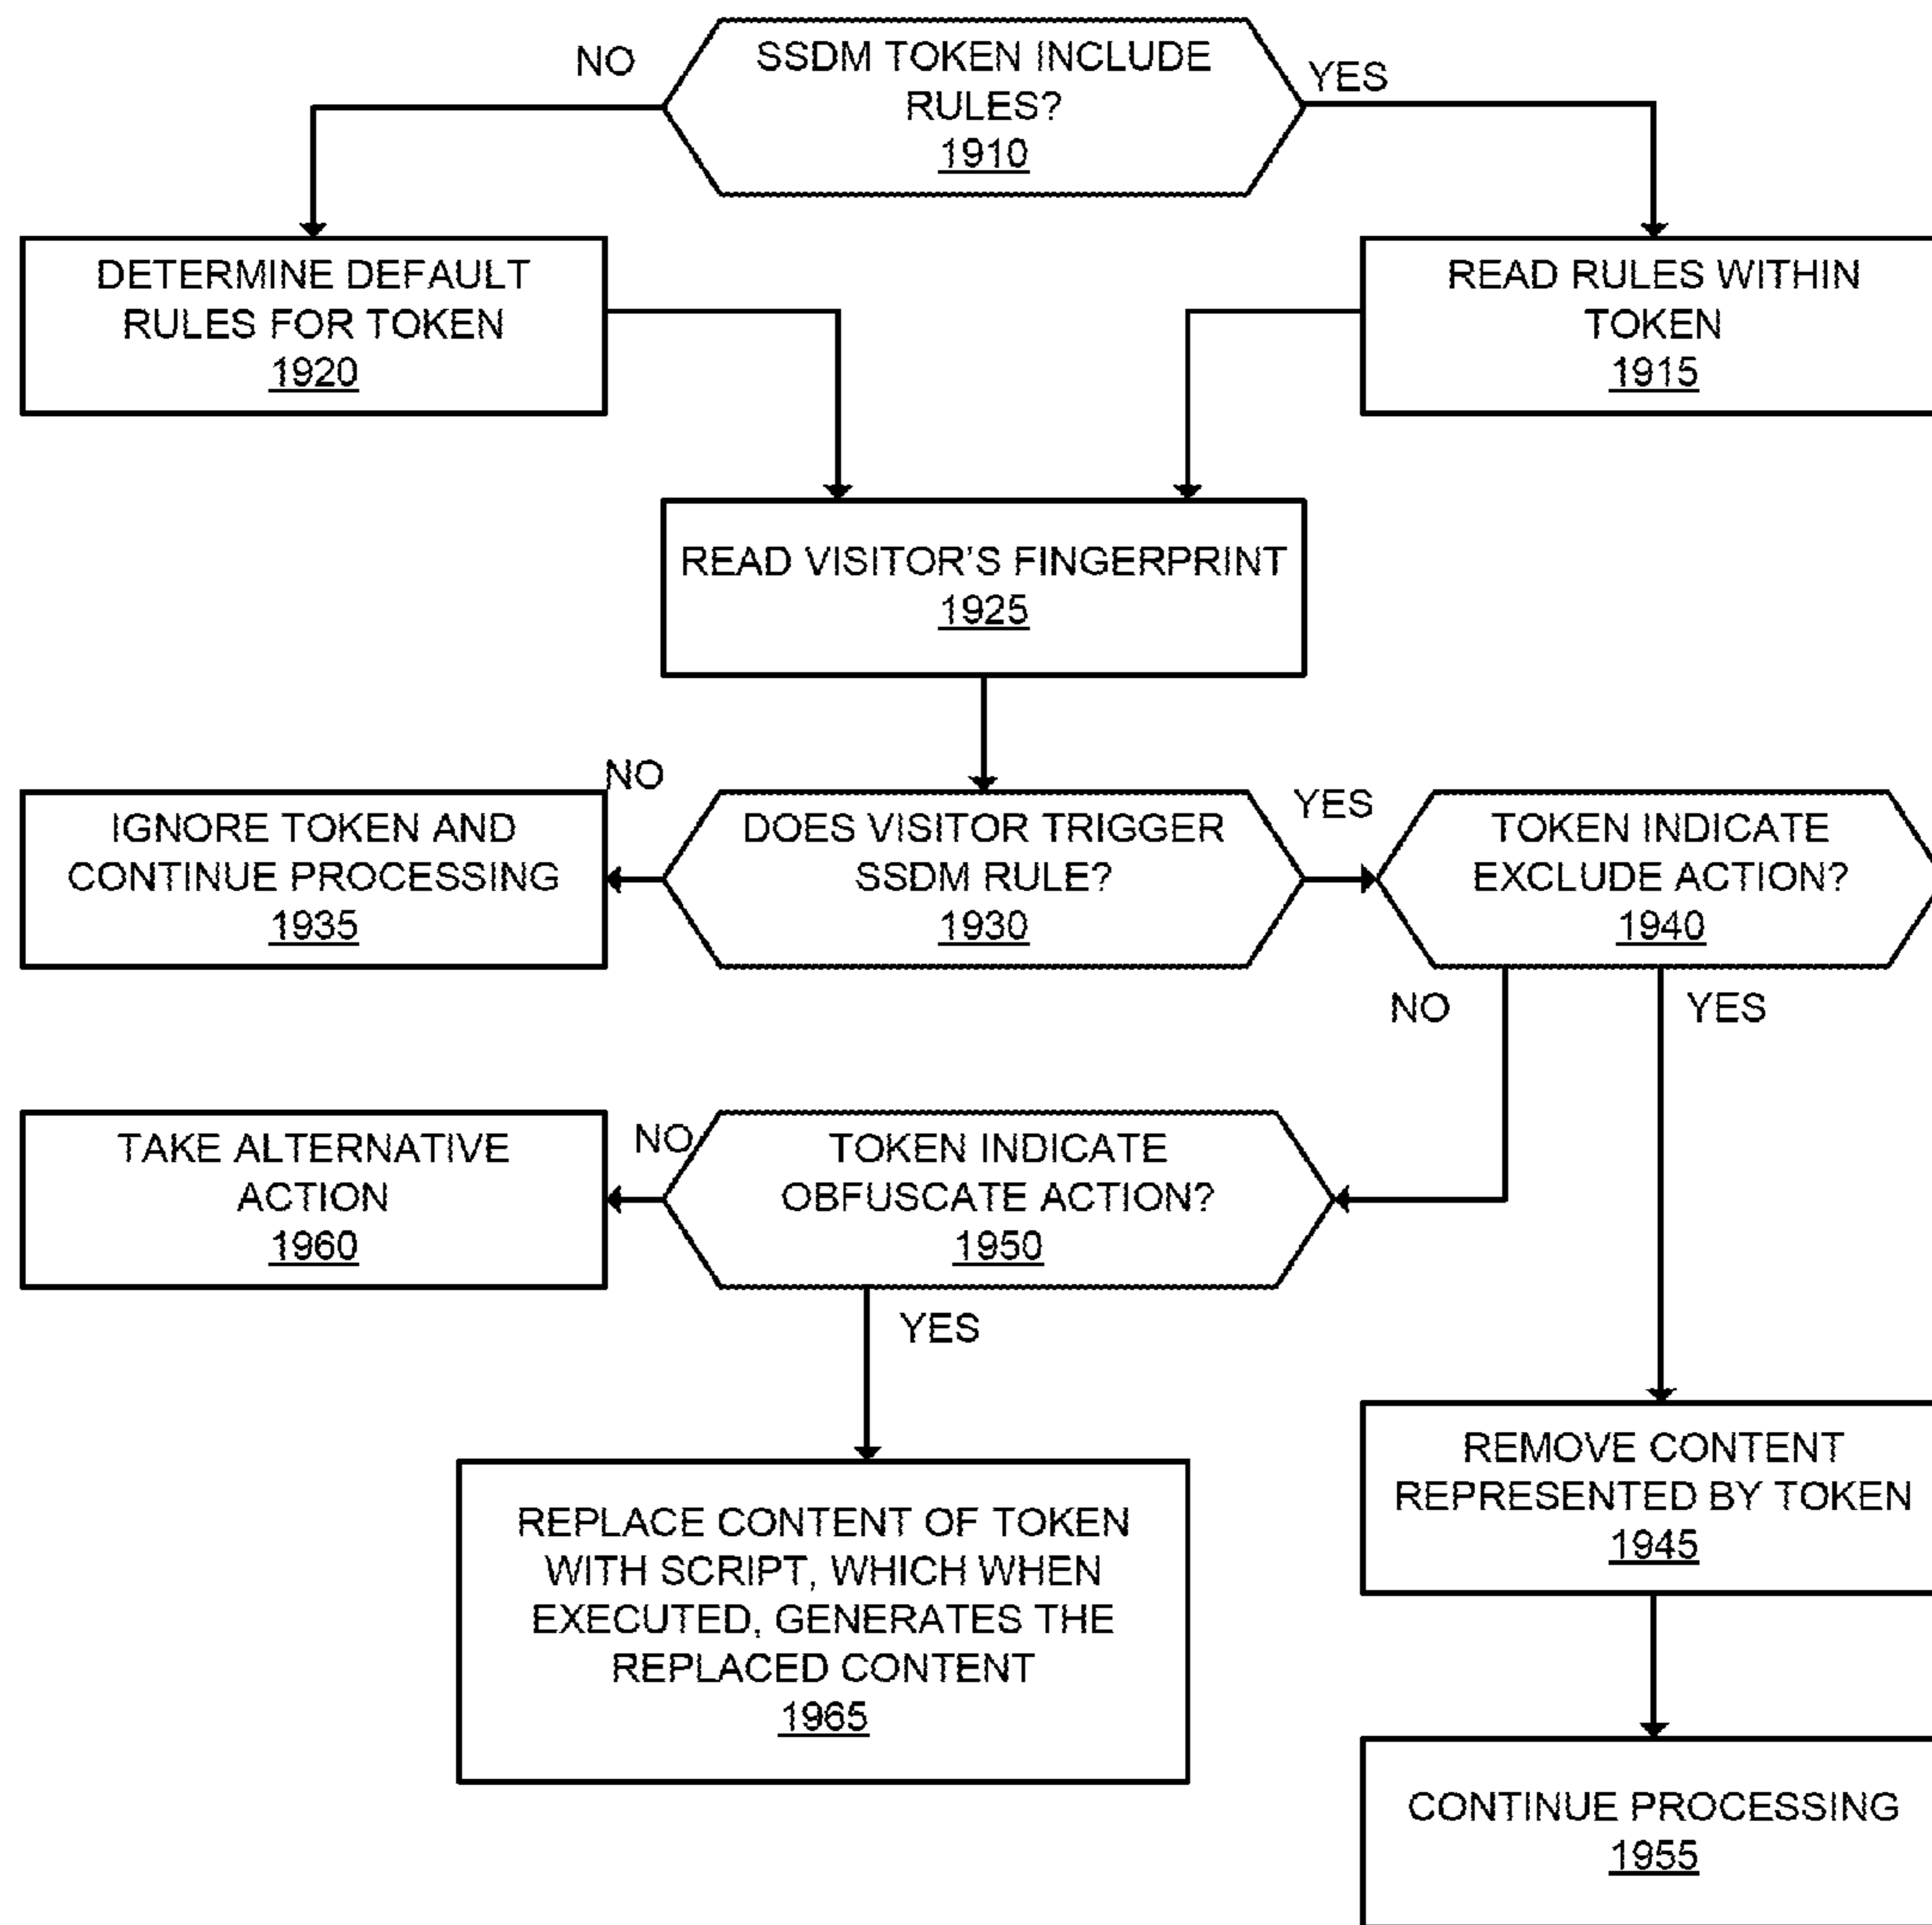 NO
SSDM TOKEN INCLUDE
RULES?
1910
YES
DETERMINE DEFAULT
RULES FOR TOKEN
1920
READ RULES WITHIN
TOKEN
1915
READ VISITOR'S FINGERPRINT
1925
NO
IGNORE TOKEN AND
CONTINUE PROCESSING
1935
DOES VISITOR TRIGGER
SSDM RULE?
1930
YES
TOKEN INDICATE
EXCLUDE ACTION?
1940
NO
YES
TAKE ALTERNATIVE
ACTION
1960
NO
TOKEN INDICATE
OBFUSCATE ACTION?
1950
YES
REPLACE CONTENT OF TOKEN
WITH SCRIPT, WHICH WHEN
EXECUTED, GENERATES THE
REPLACED CONTENT
1965
REMOVE CONTENT
REPRESENTED BY TOKEN
1945
CONTINUE PROCESSING
1955